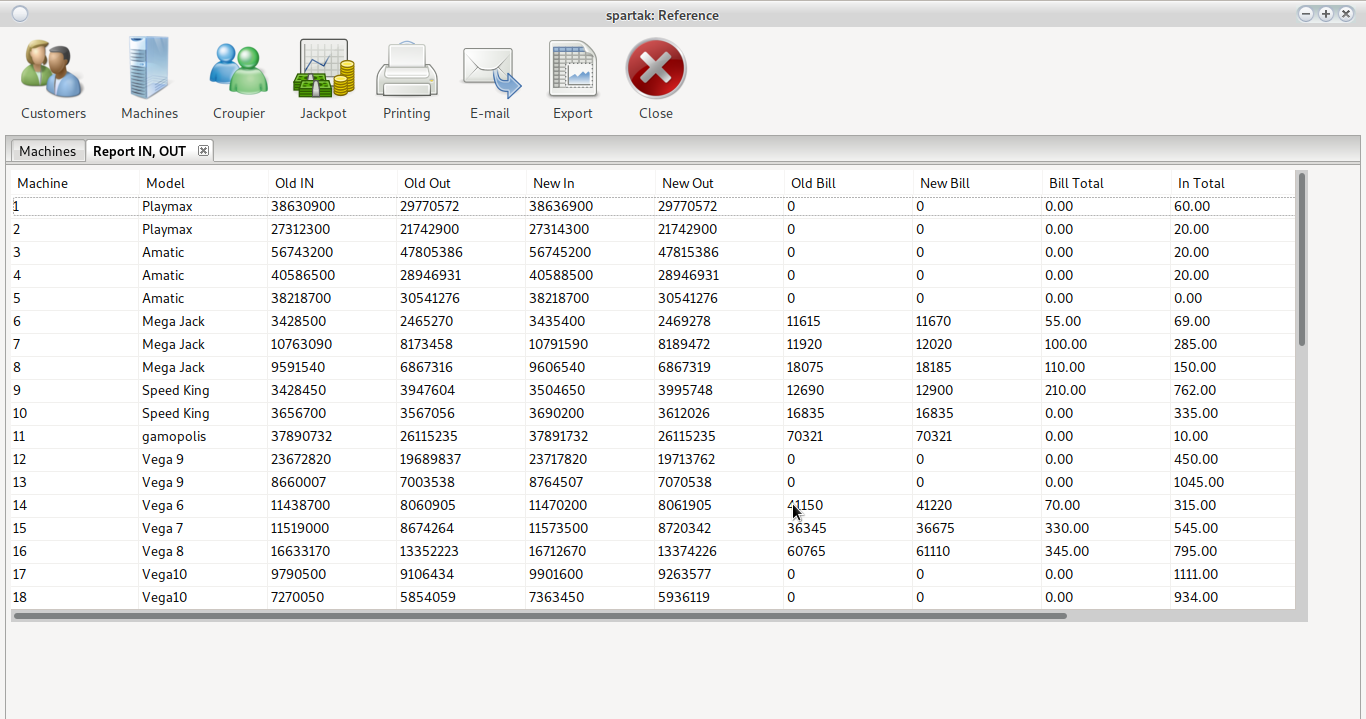 spartak: Reference
Customers Machines Croupier Jackpot Printing E-mail Export Close
Machines Report IN, OUT
Machine Model Old IN Old Out New In New Out Old Bill New Bill Bill Total In Total
1 Playmax 38630900 29770572 38636900 29770572 0 0 0.00 60.00
2 Playmax 27312300 21742900 27314300 21742900 0 0 0.00 20.00
3 Amatic 56743200 47805386 56745200 47815386 0 0 0.00 20.00
4 Amatic 40586500 28946931 40588500 28946931 0 0 0.00 20.00
5 Amatic 38218700 30541276 38218700 30541276 0 0 0.00 0.00
6 Mega Jack 3428500 2465270 3435400 2469278 11615 11670 55.00 69.00
7 Mega Jack 10763090 8173458 10791590 8189472 11920 12020 100.00 285.00
8 Mega Jack 9591540 6867316 9606540 6867319 18075 18185 110.00 150.00
9 Speed King 3428450 3947604 3504650 3995748 12690 12900 210.00 762.00
10 Speed King 3656700 3567056 3690200 3612026 16835 16835 0.00 335.00
11 gamopolis 37890732 26115235 37891732 26115235 70321 70321 0.00 10.00
12 Vega 9 23672820 19689837 23717820 19713762 0 0 0.00 450.00
13 Vega 9 8660007 7003538 8764507 7070538 0 0 0.00 1045.00
14 Vega 6 11438700 8060905 11470200 8061905 41150 41220 70.00 315.00
15 Vega 7 11519000 8674264 11573500 8720342 36345 36675 330.00 545.00
16 Vega 8 16633170 13352223 16712670 13374226 60765 61110 345.00 795.00
17 Vega10 9790500 9106434 9901600 9263577 0 0 0.00 1111.00
18 Vega10 7270050 5854059 7363450 5936119 0 0 0.00 934.00